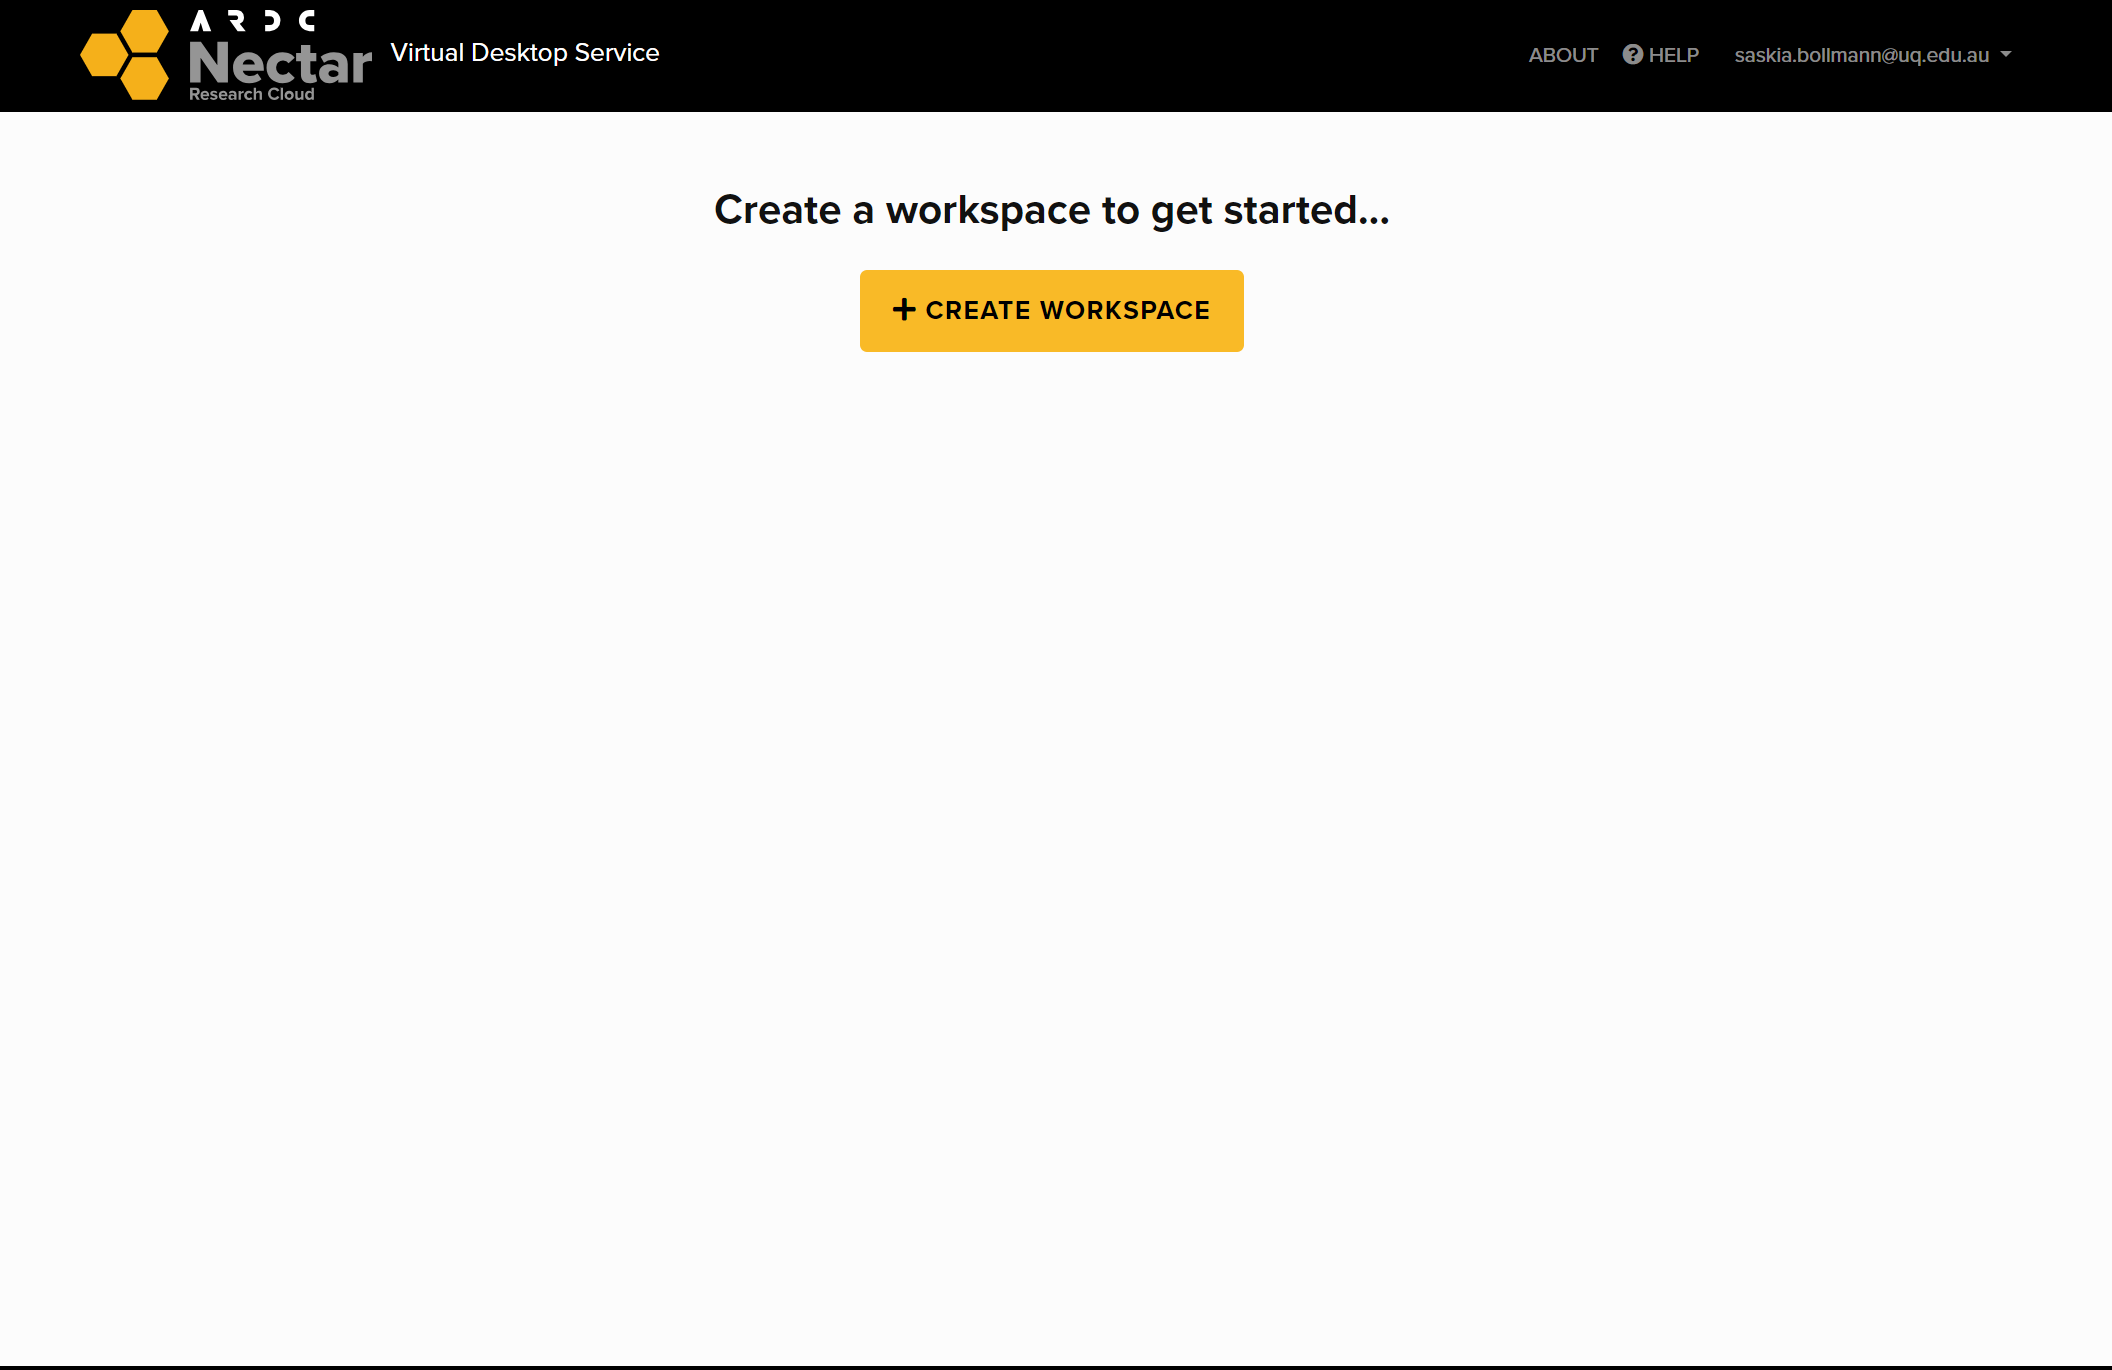 ARDC
Nectar
Research Cloud
Virtual Desktop Service
ABOUT
HELP
saskia.bollmann@uq.edu.au
Create a workspace to get started...
+ CREATE WORKSPACE